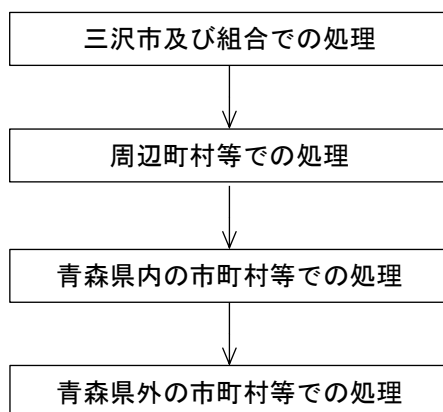 三沢市及び組合での処理
周辺町村等での処理
青森県内の市町村等での処理
青森県外の市町村等での処理